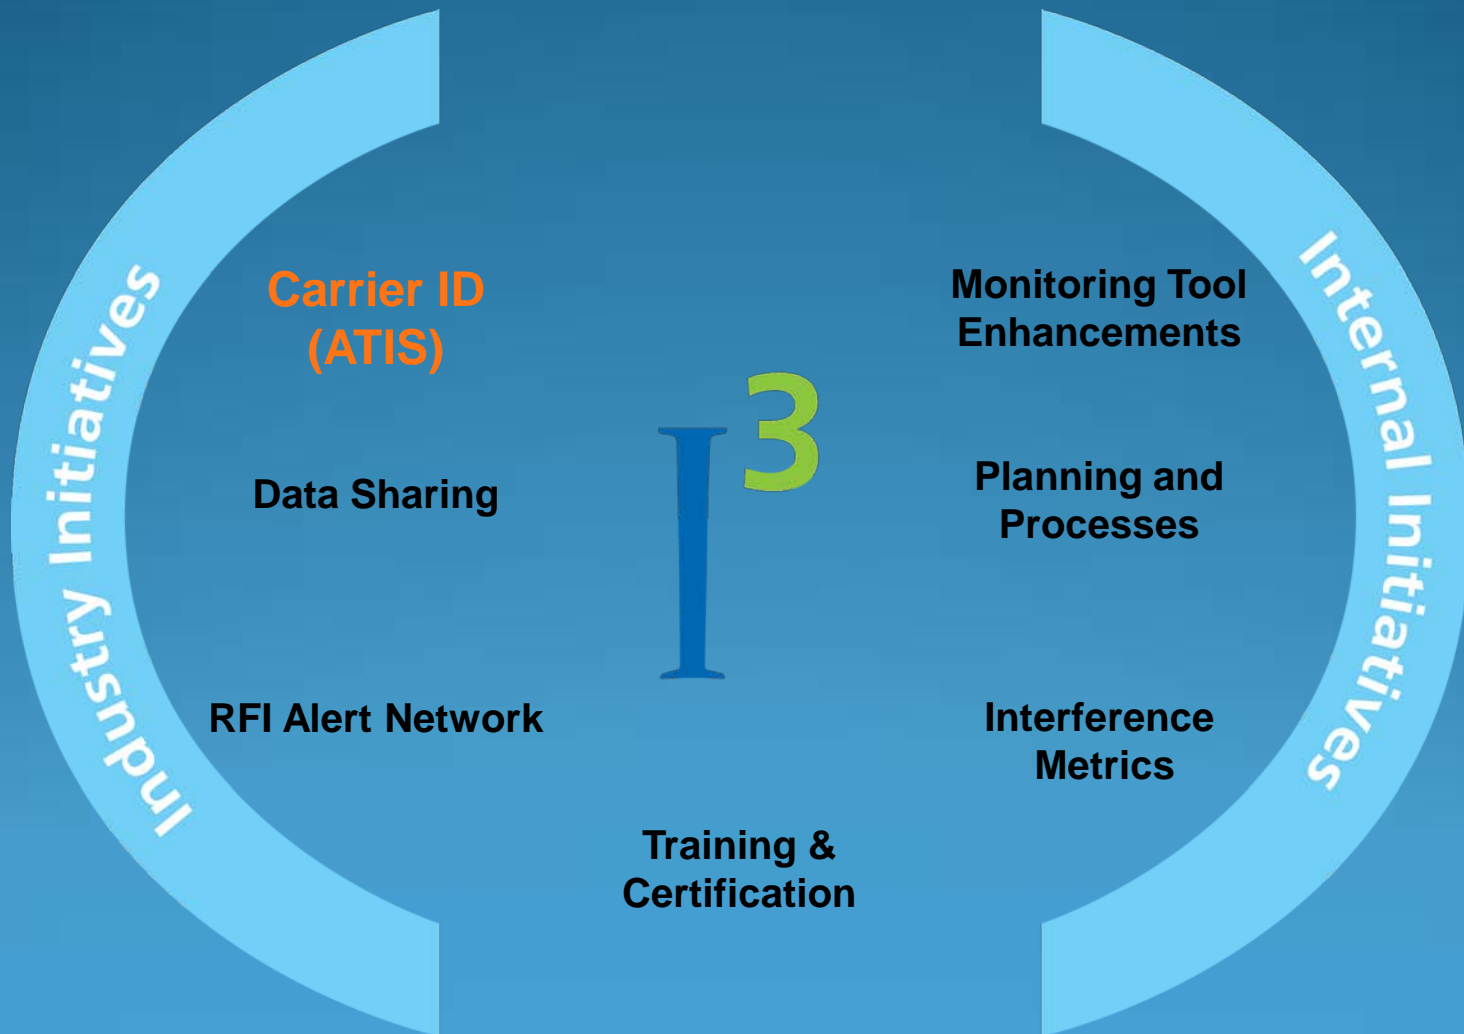 Industry Initiatives
Carrier ID
(ATIS)
Data Sharing
RFI Alert Network
I3
Training &
Certification
Monitoring Tool
Enhancements
Planning and
Processes
Interference
Metrics
Internal Initiatives